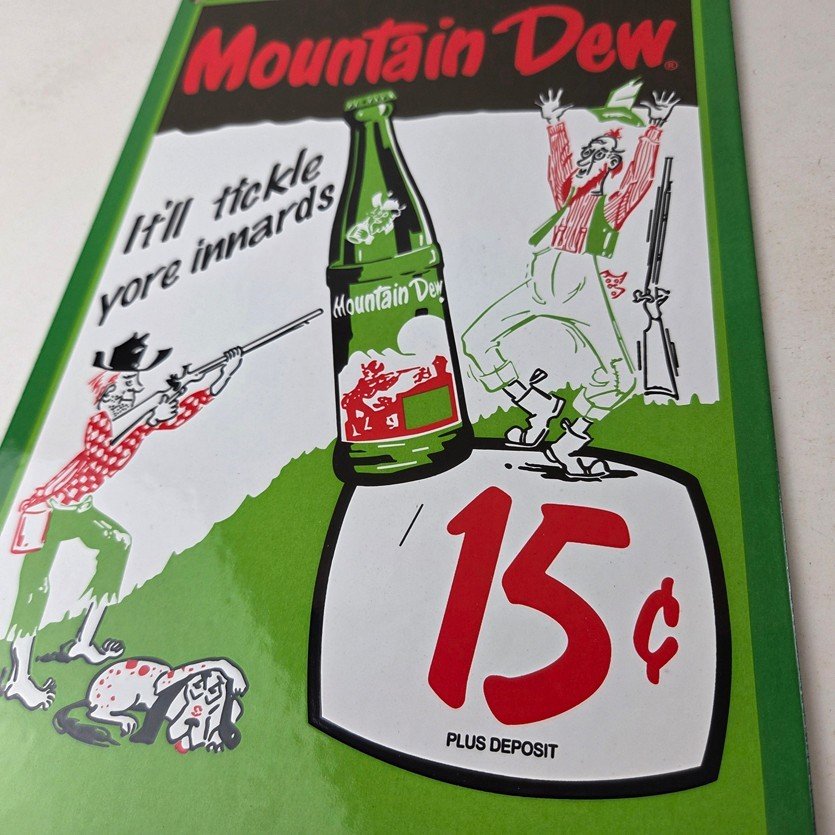 Mountain Dew®
It'll tickle
yore innards
Mountain Dew
15¢
PLUS DEPOSIT